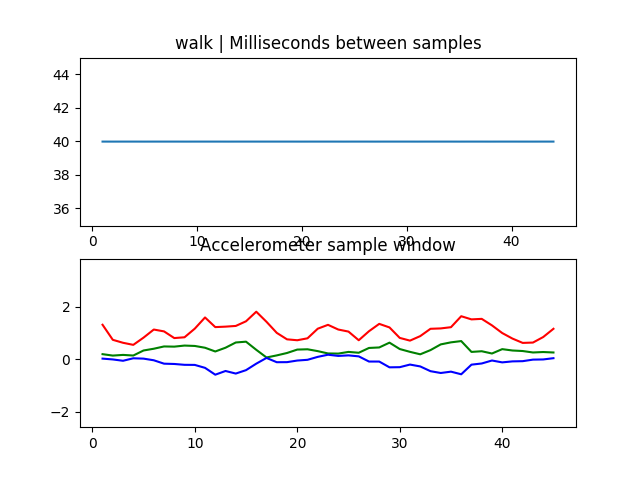 walk | Milliseconds between samples
44
42
40
38
36
0 10 20 30 40
Accelerometer sample window
2
0
−2
0 10 20 30 40